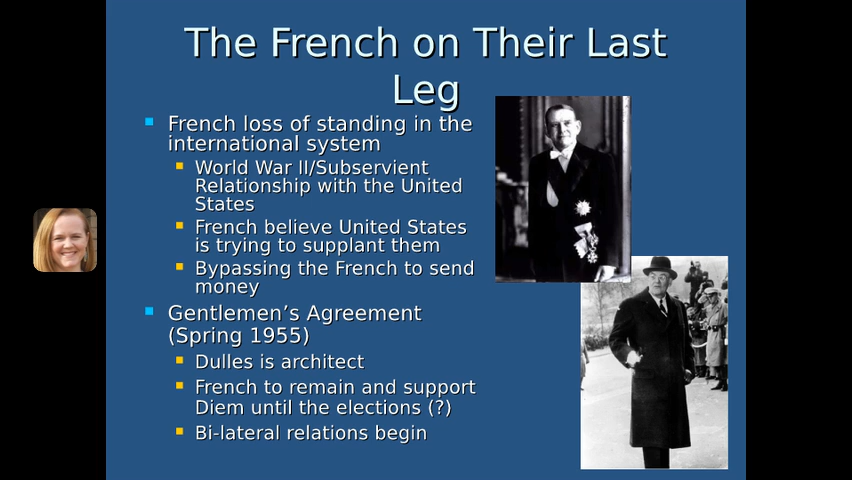 The French on Their Last
Leg
French loss of standing in the
international system
World War II/Subservient
Relationship with the United
States
French believe United States
is trying to supplant them
Bypassing the French to send
money
Gentlemen’s Agreement
(Spring 1955)
Dulles is architect
French to remain and support
Diem until the elections (?)
Bi-lateral relations begin